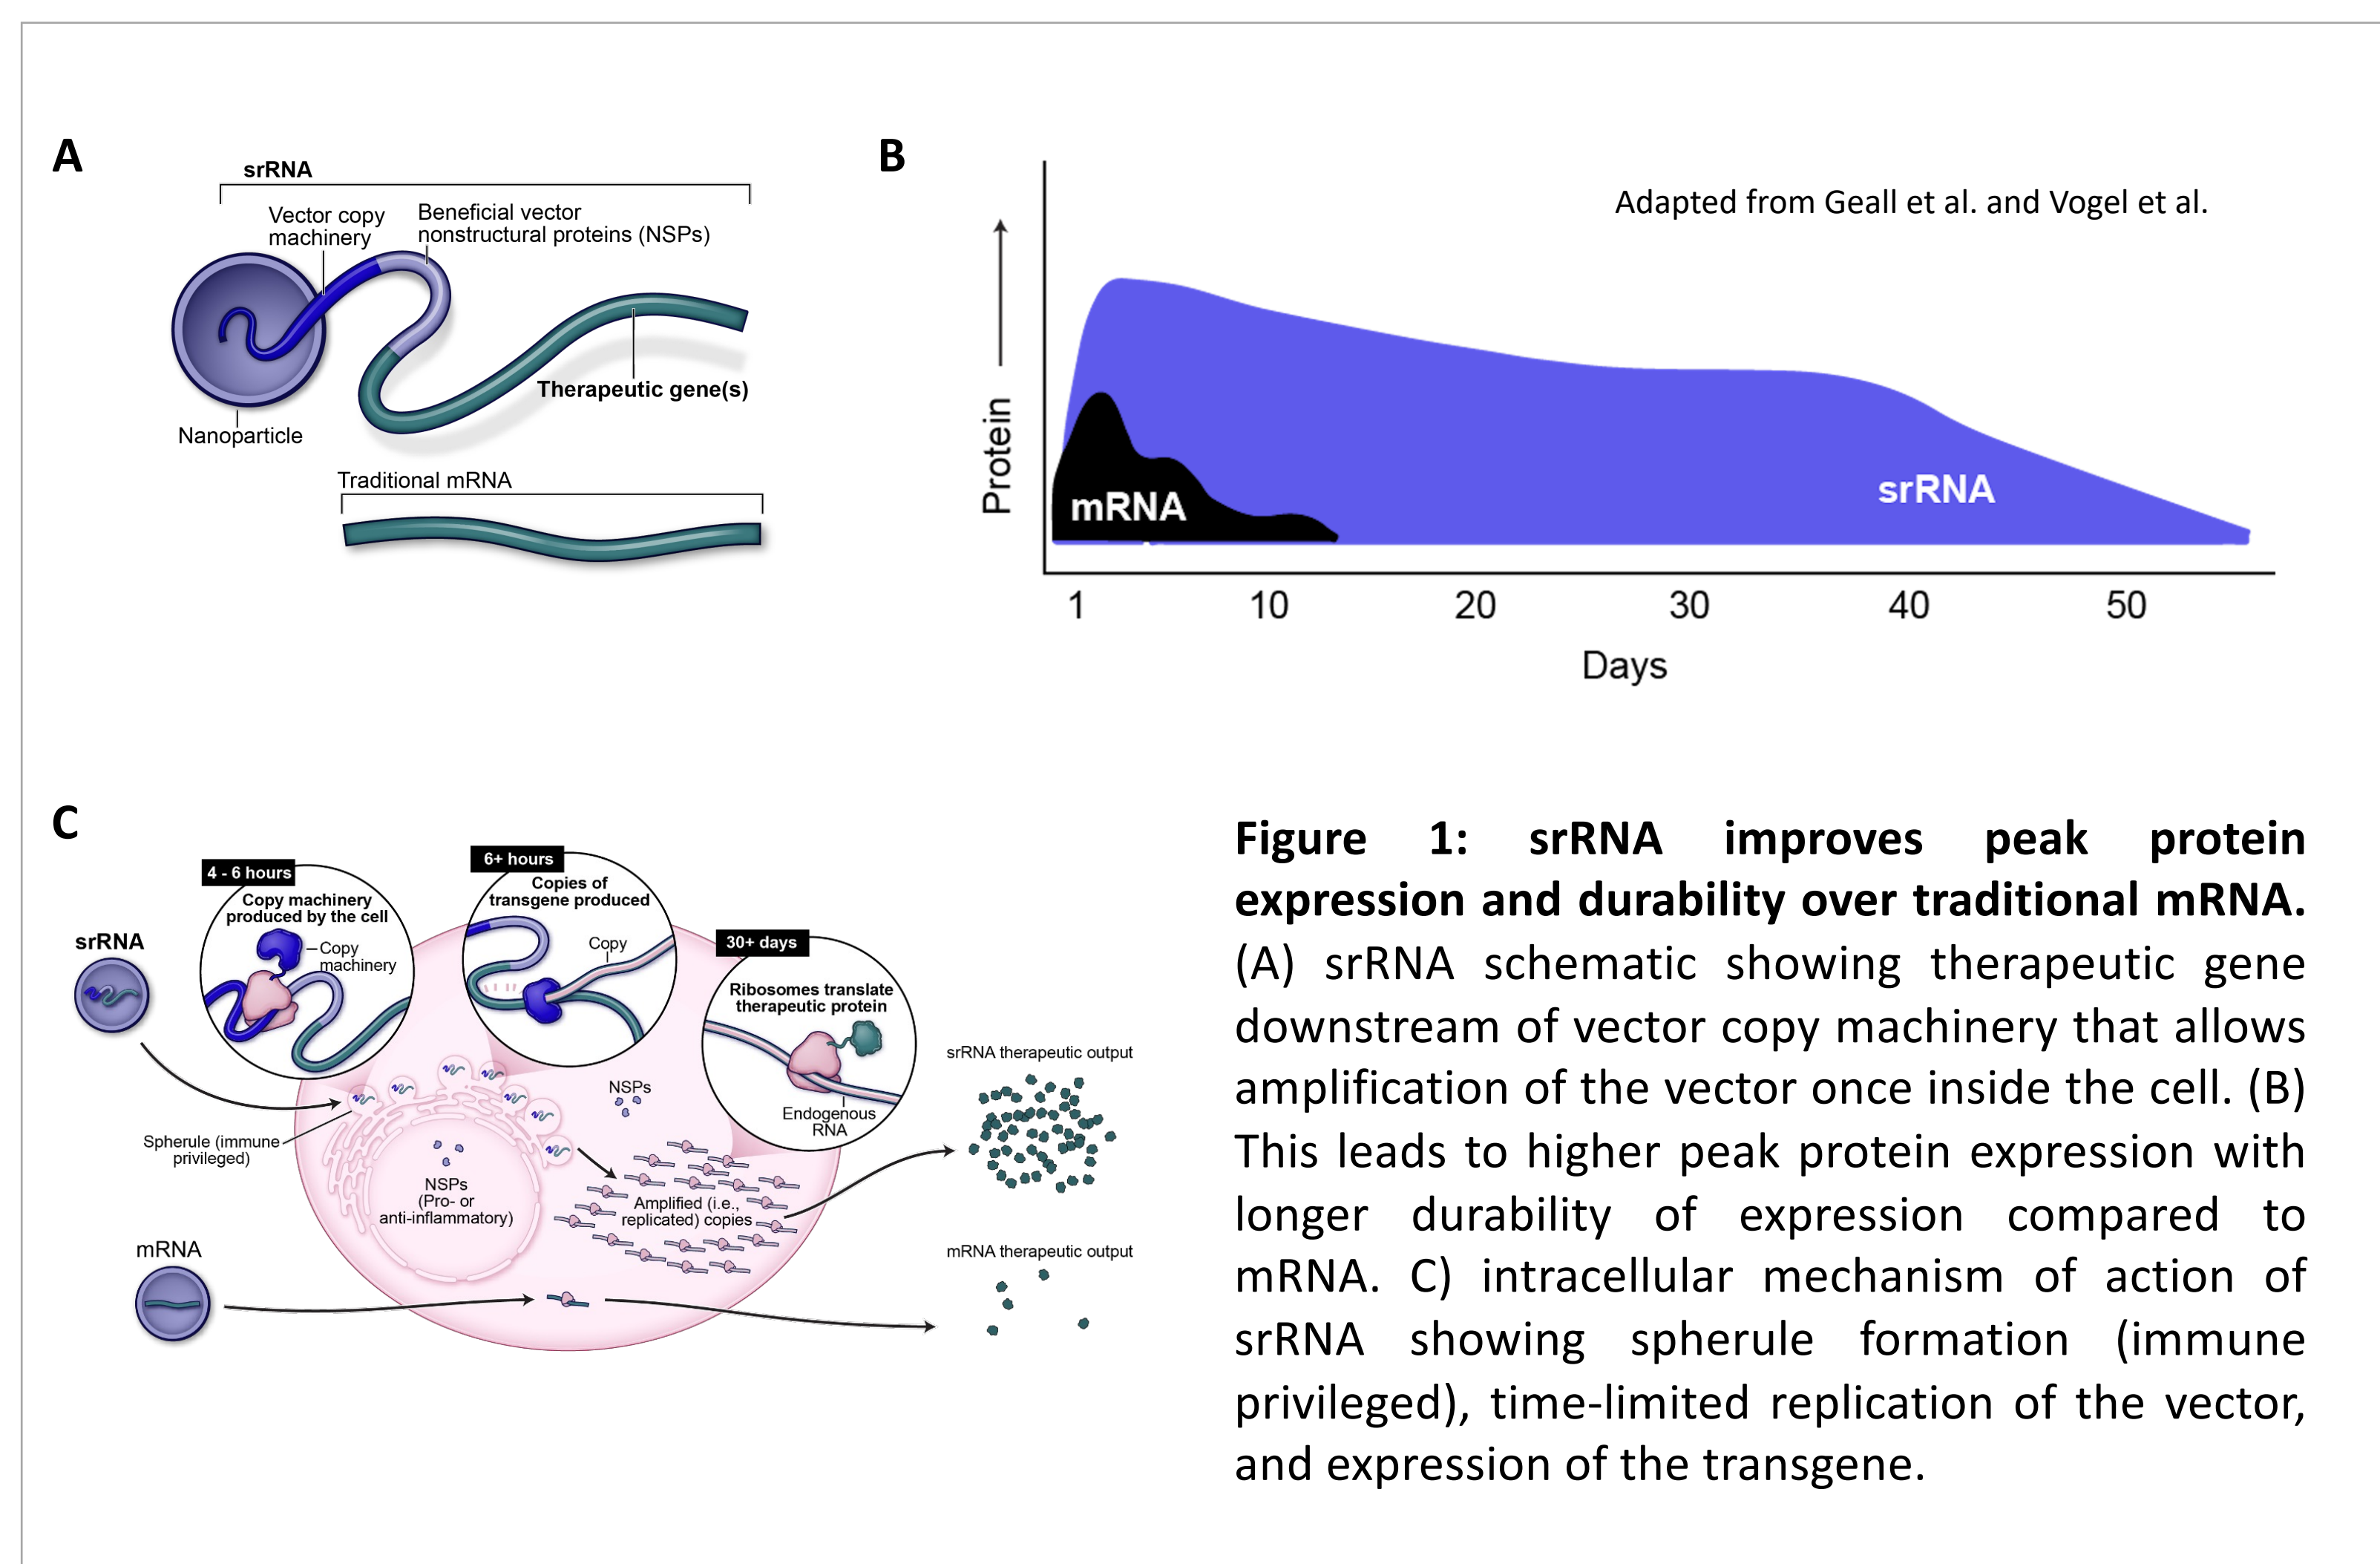 A
srRNA
Vector copy
machinery
Beneficial vector
nonstructural proteins (NSPs)
Therapeutic gene(s)
Nanoparticle
Traditional mRNA
B
Adapted from Geall et al. and Vogel et al.
Protein
mRNA
srRNA
1 10 20 30 40 50
Days
C
4 - 6 hours
Copy machinery
produced by the cell
Copy
machinery
6+ hours
Copies of
transgene produced
Copy
30+ days
Ribosomes translate
therapeutic protein
Endogenous
RNA
srRNA
Spherule (immune
privileged)
NSPs
NSPs
(Pro- or
anti-inflammatory)
Amplified (i.e.,
replicated) copies
srRNA therapeutic output
mRNA
mRNA therapeutic output
Figure 1: srRNA improves peak protein
expression and durability over traditional mRNA.
(A) srRNA schematic showing therapeutic gene
downstream of vector copy machinery that allows
amplification of the vector once inside the cell. (B)
This leads to higher peak protein expression with
longer durability of expression compared to
mRNA. C) intracellular mechanism of action of
srRNA showing spherule formation (immune
privileged), time-limited replication of the vector,
and expression of the transgene.